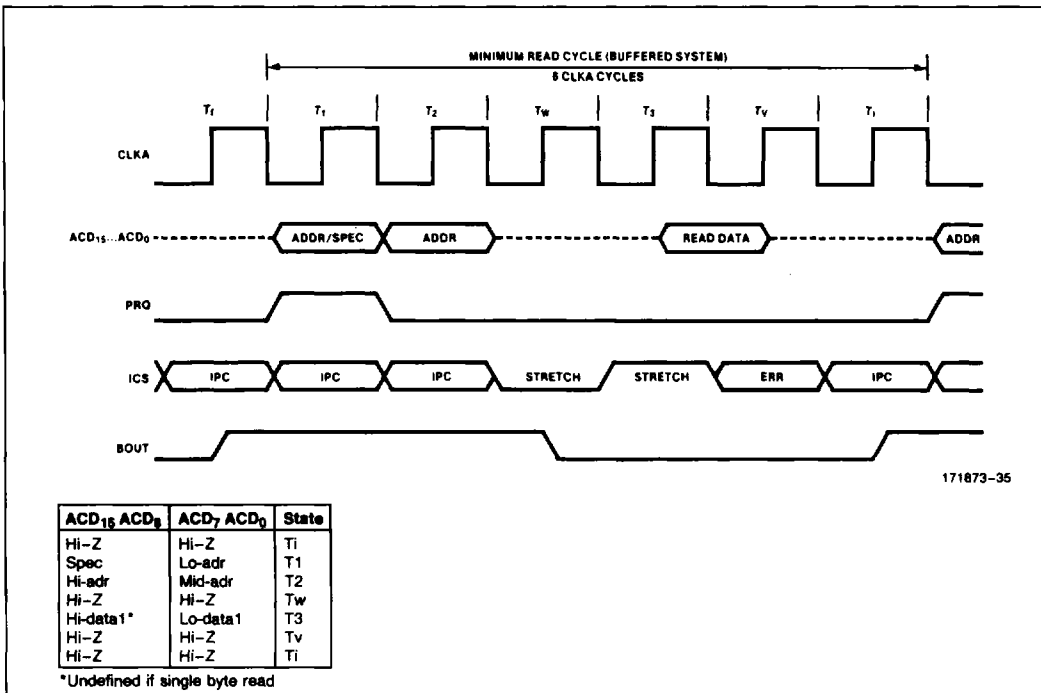 MINIMUM READ CYCLE (BUFFERED SYSTEM)
6 CLKA CYCLES
Ti T1 T2 TW T3 TV Ti
CLKA
ACD15...ACD0 ADDR/SPEC ADDR READ DATA ADDR
PRQ
ICS IPC IPC IPC STRETCH STRETCH ERR IPC
BOUT
171873-35
ACD15 ACD8 ACD7 ACD0 State
Hi-Z Hi-Z Ti
Spec Lo-adr T1
Hi-adr Mid-adr T2
Hi-Z Hi-Z Tw
Hi-data1* Lo-data1 T3
Hi-Z Hi-Z Tv
Hi-Z Hi-Z Ti
*Undefined if single byte read